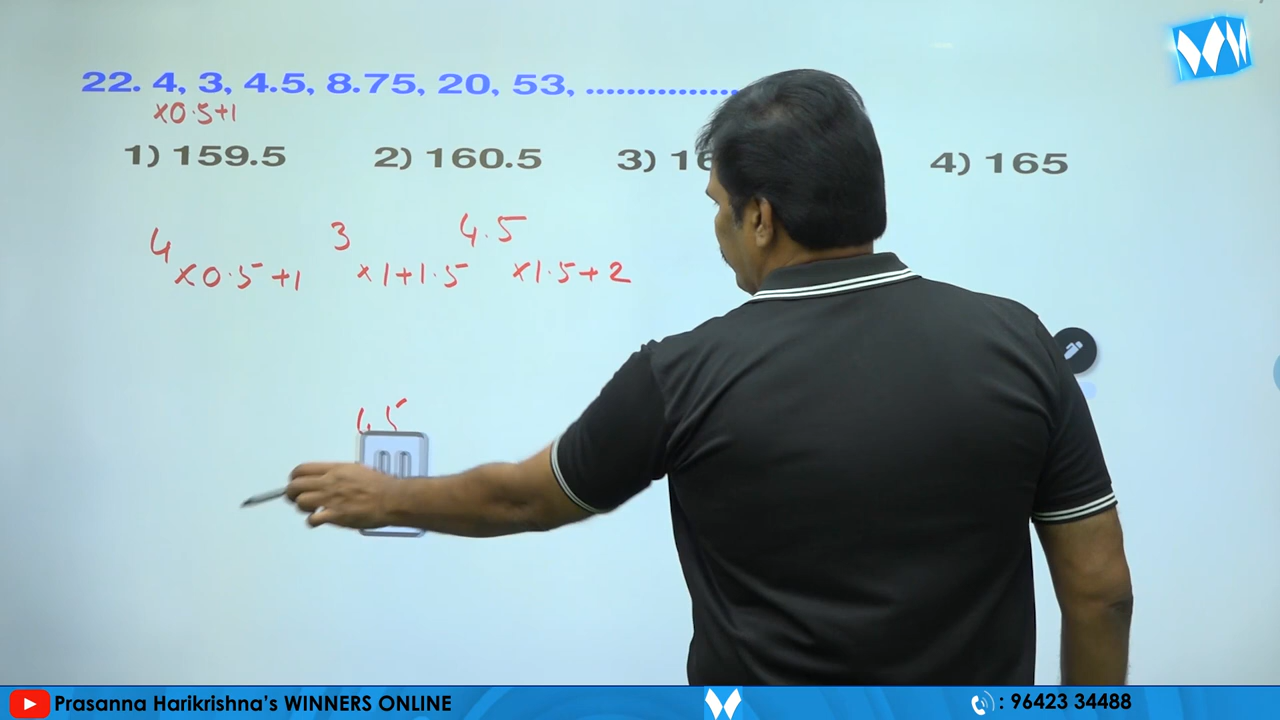 22. 4, 3, 4.5, 8.75, 20, 53, ...............
×0.5+1
1) 159.5 2) 160.5 3) 16 4) 165
4 3 4.5
×0.5+1 ×1+1.5 ×1.5+2
Prasanna Harikrishna's WINNERS ONLINE : 96423 34488